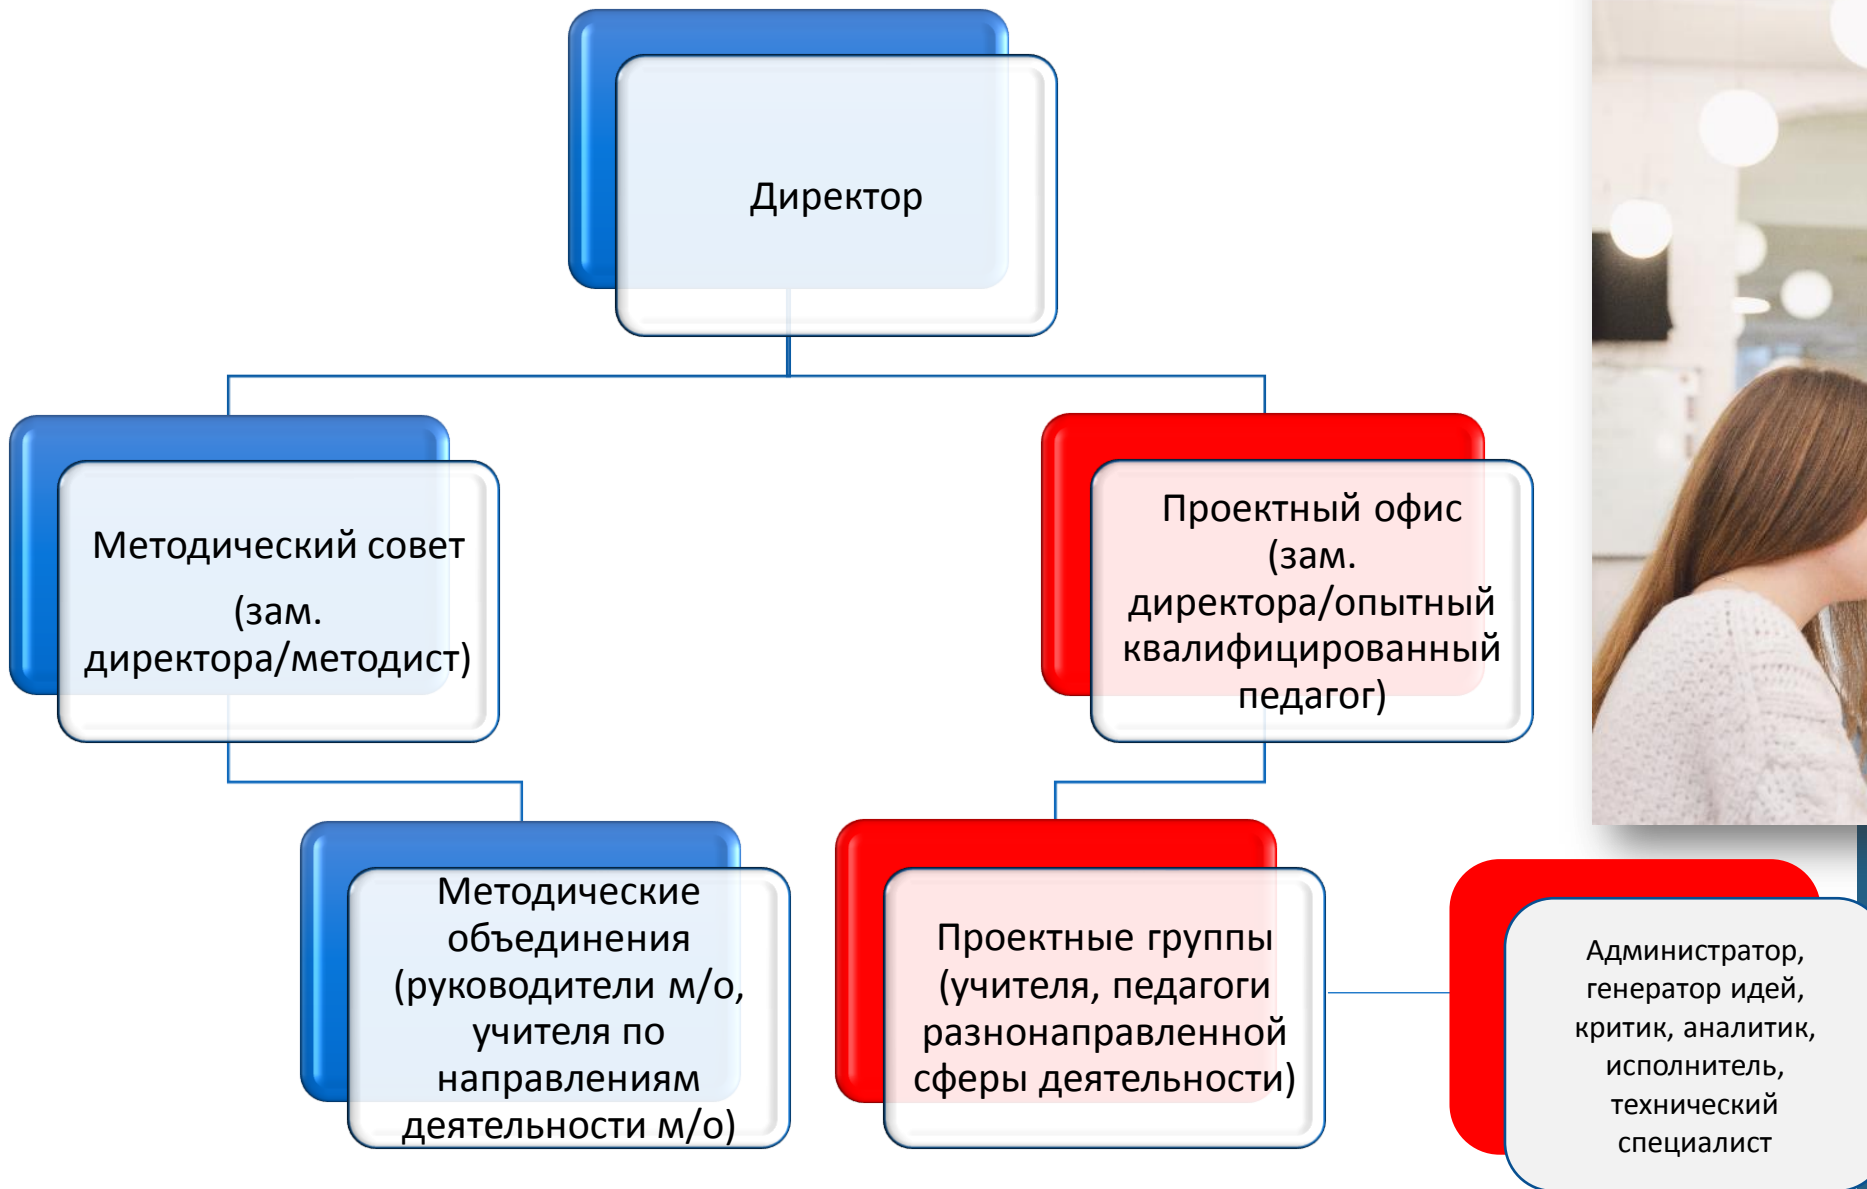 Директор
Методический совет
(зам.
директора/методист)
Проектный офис
(зам.
директора/опытный
квалифицированный
педагог)
Методические
объединения
(руководители м/о,
учителя по
направлениям
деятельности м/о)
Проектные группы
(учителя, педагоги
разнонаправленной
сферы деятельности)
Администратор,
генератор идей,
критик, аналитик,
исполнитель,
технический
специалист